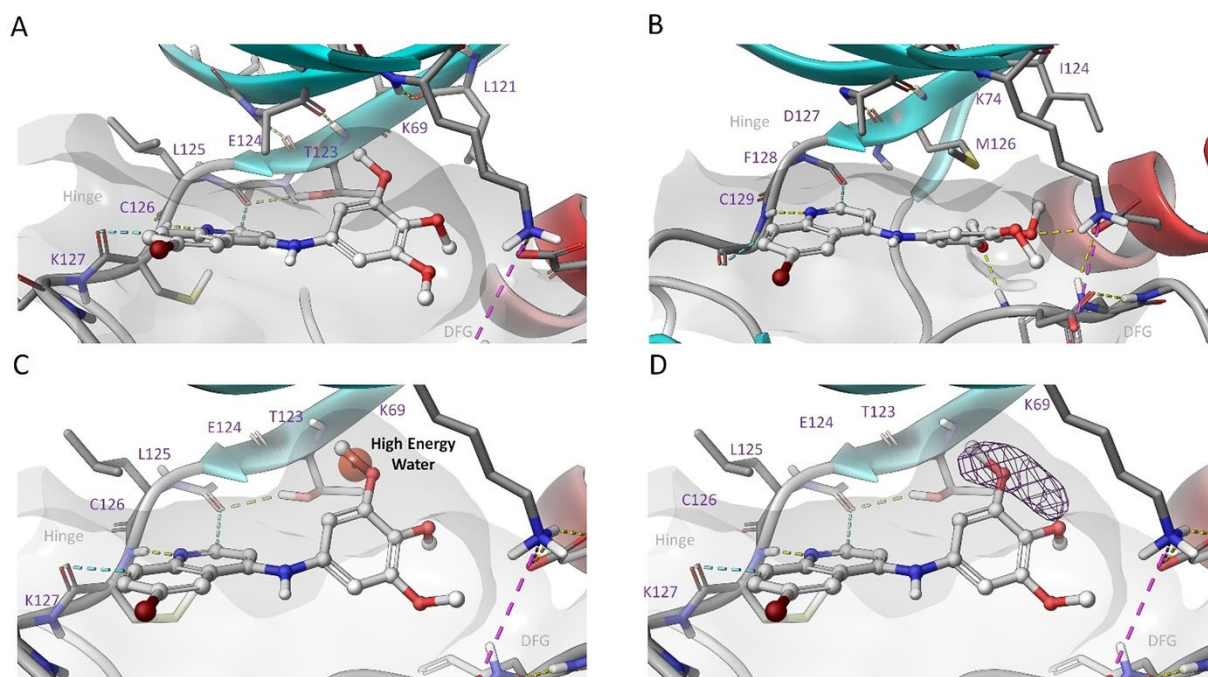 A
L121
K69
E124
T123
L125
Hinge
C126
K127
DFG
B
I124
K74
D127
Hinge
M126
F128
C129
DFG
C
K69
T123
E124
High Energy
Water
L125
C126
Hinge
K127
DFG
D
K69
T123
E124
L125
C126
Hinge
K127
DFG